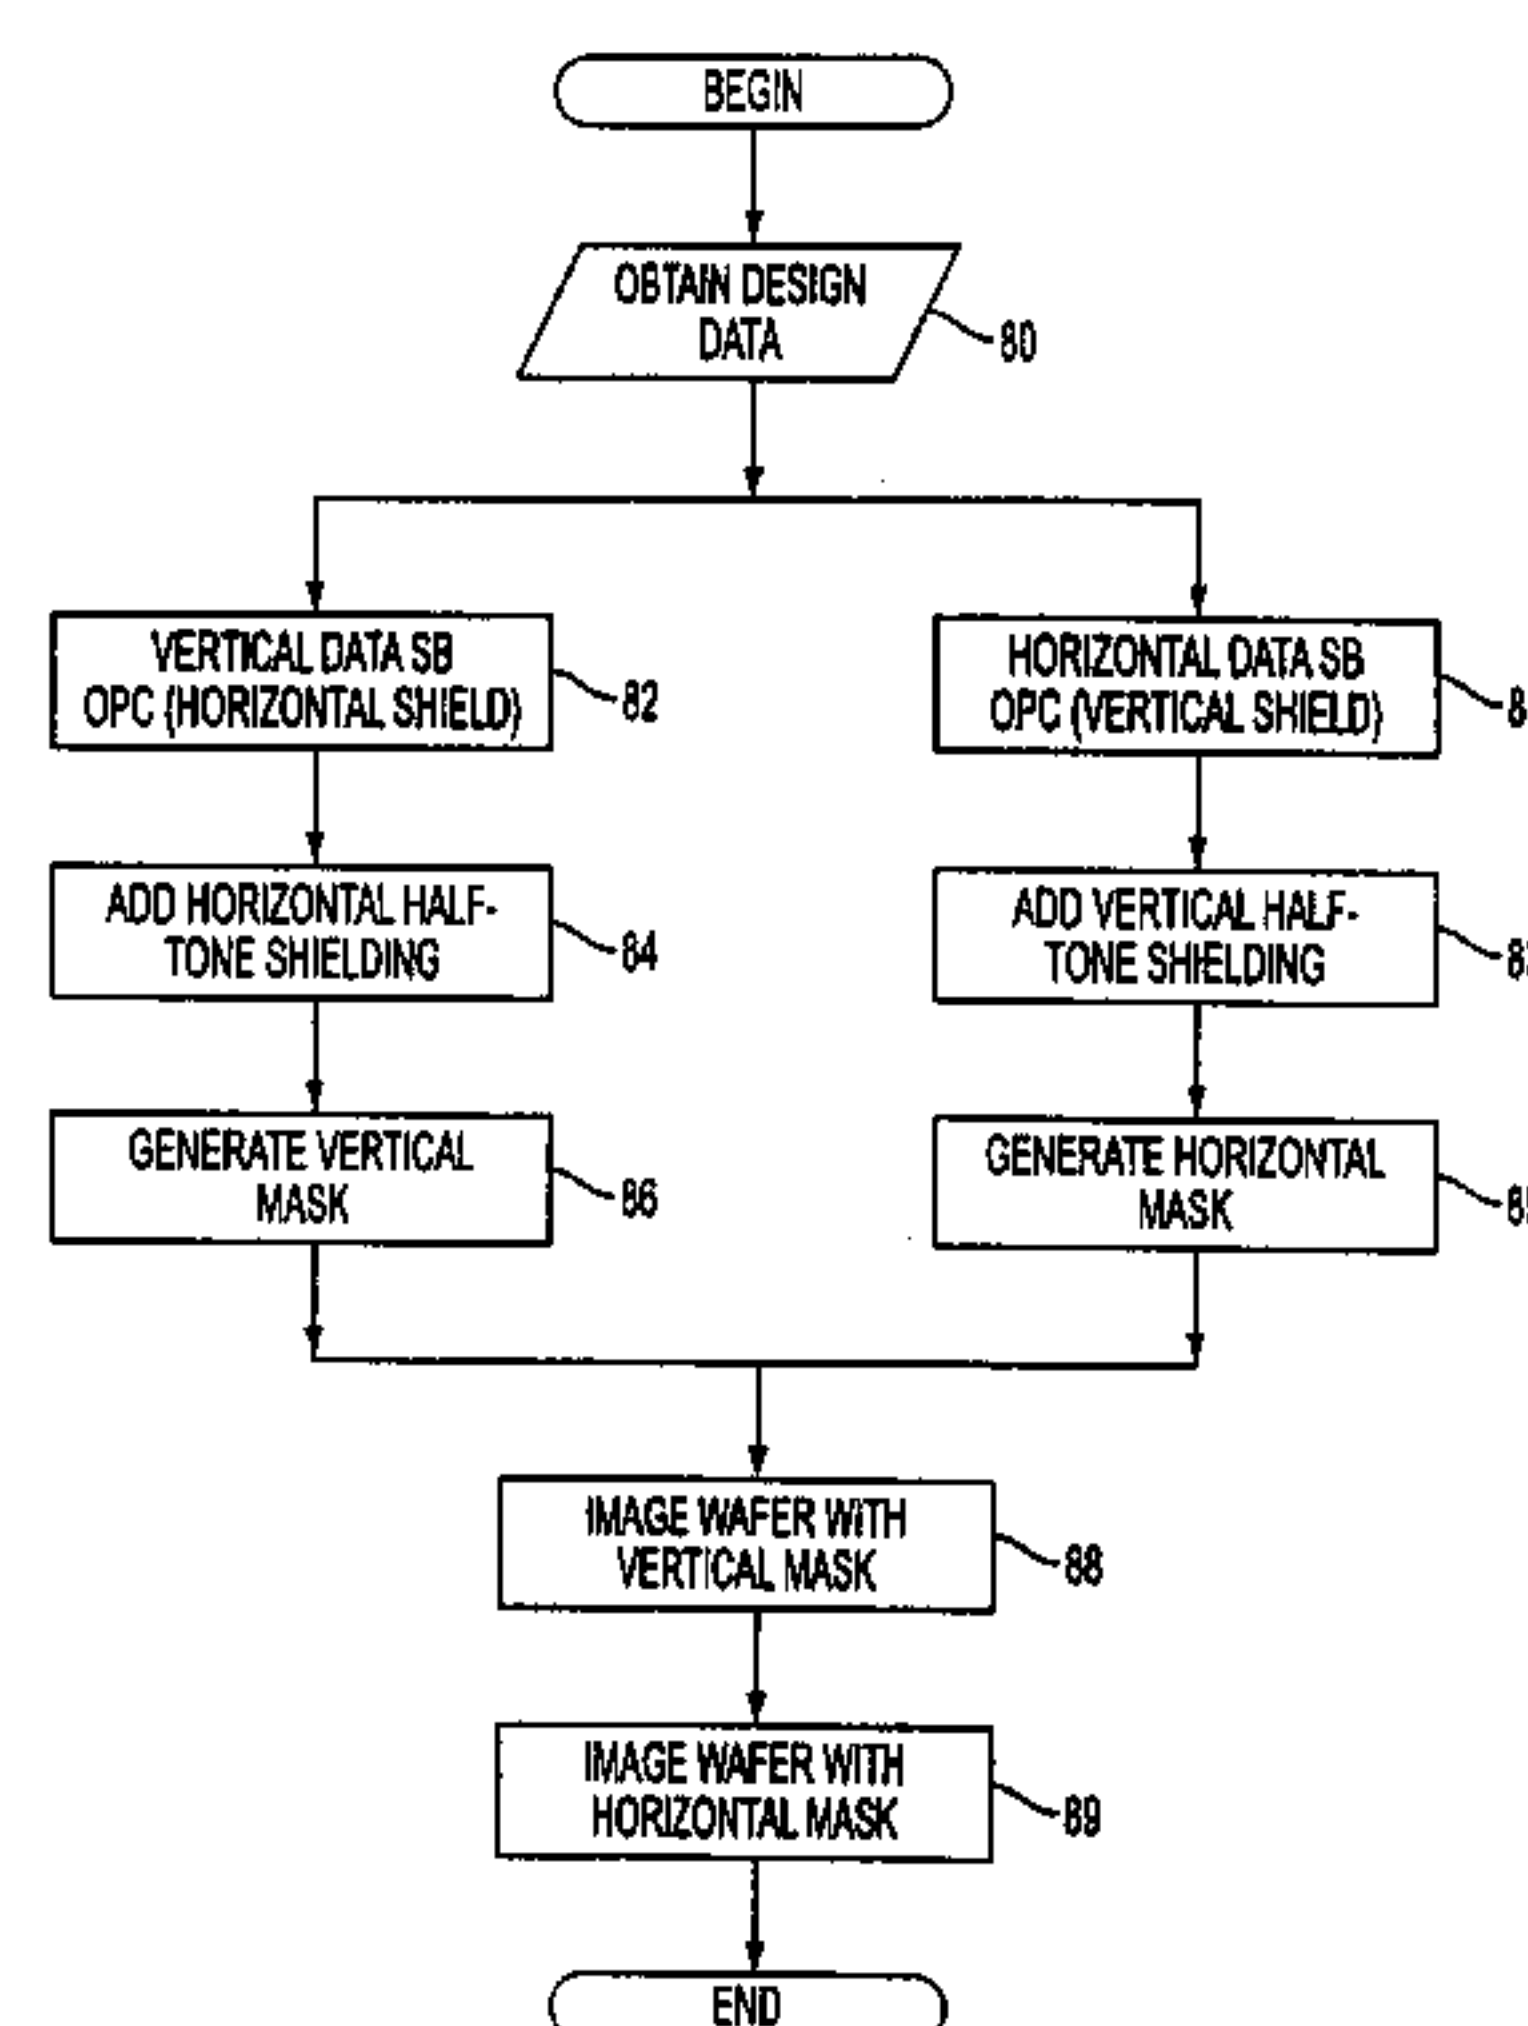 BEGIN
OBTAIN DESIGN
DATA
80
VERTICAL DATA SB
OPC (HORIZONTAL SHIELD)
82
HORIZONTAL DATA SB
OPC (VERTICAL SHIELD)
ADD HORIZONTAL HALF-
TONE SHIELDING
84
ADD VERTICAL HALF-
TONE SHIELDING
GENERATE VERTICAL
MASK
86
GENERATE HORIZONTAL
MASK
IMAGE WAFER WITH
VERTICAL MASK
88
IMAGE WAFER WITH
HORIZONTAL MASK
89
END